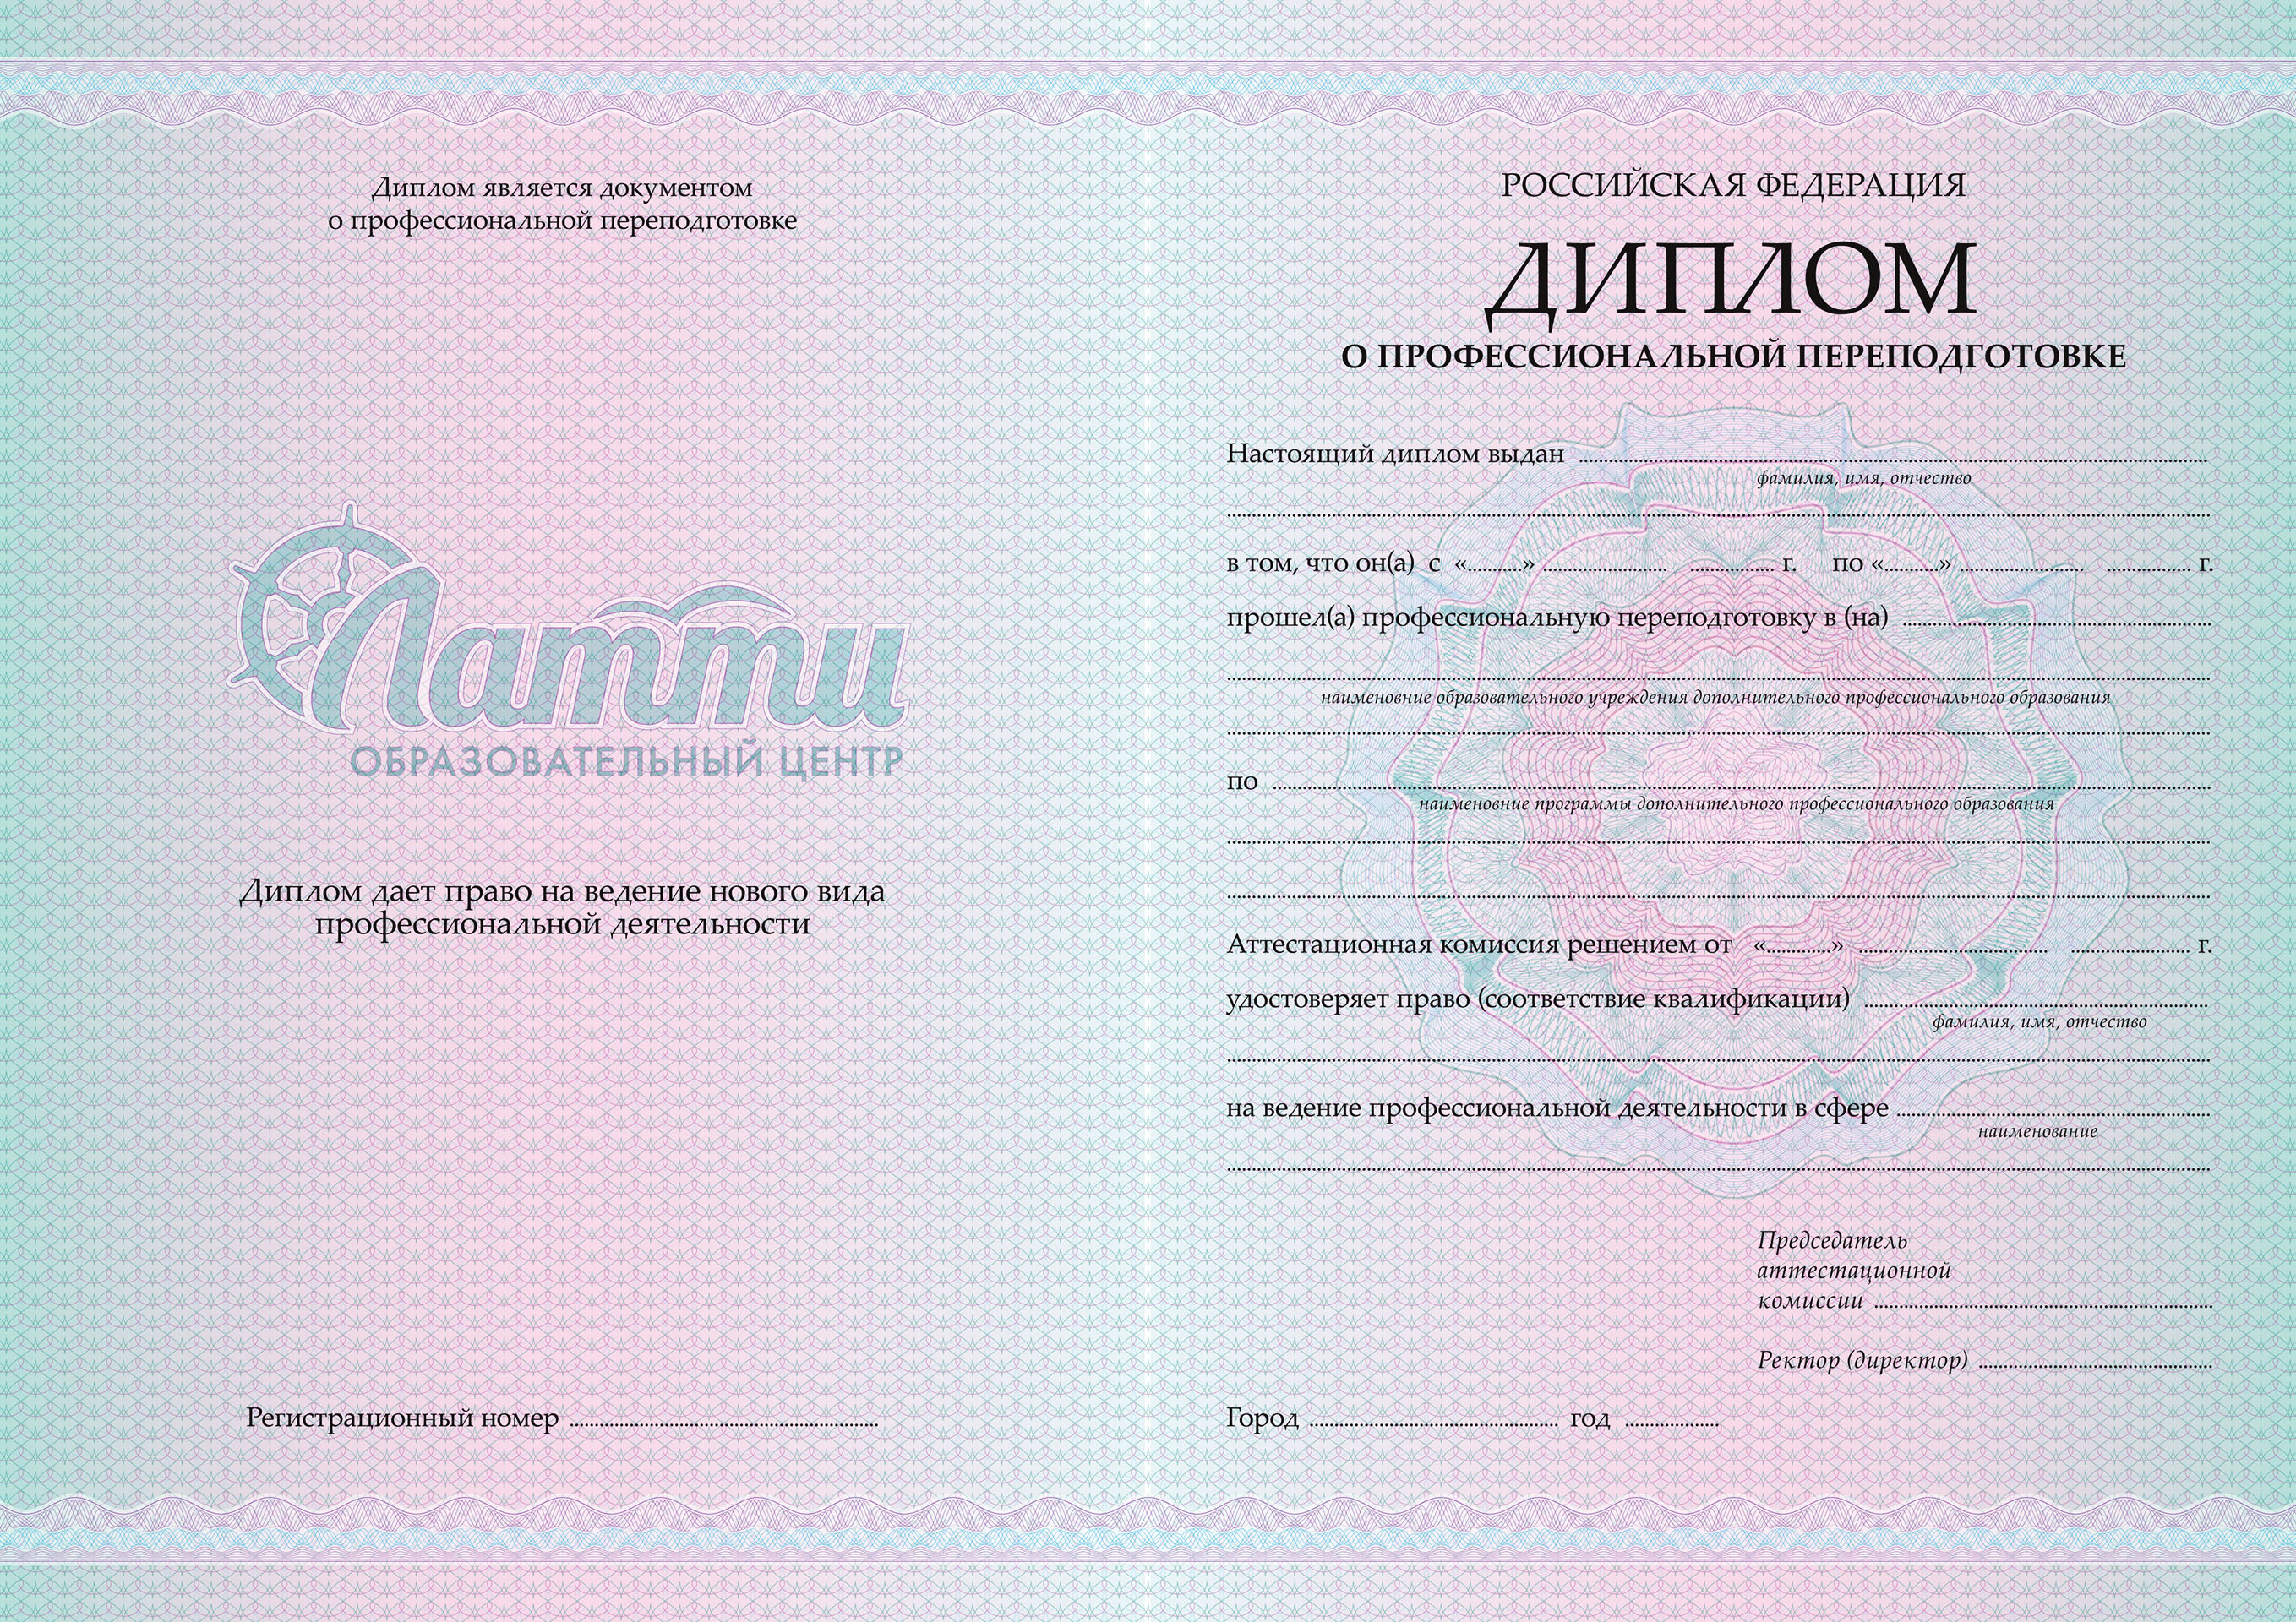 Диплом является документом
о профессиональной переподготовке
Латти
ОБРАЗОВАТЕЛЬНЫЙ ЦЕНТР
Диплом дает право на ведение нового вида
профессиональной деятельности
Регистрационный номер
РОССИЙСКАЯ ФЕДЕРАЦИЯ
ДИПЛОМ
О ПРОФЕССИОНАЛЬНОЙ ПЕРЕПОДГОТОВКЕ
Настоящий диплом выдан
фамилия, имя, отчество
в том, что он(а) с «..........» г. по «..........» г.
прошел(а) профессиональную переподготовку в (на)
наименовние образовательного учреждения дополнительного профессионального образования
по
наименовние программы дополнительного профессионального образования
Аттестационная комиссия решением от «..........» г.
удостоверяет право (соответствие квалификации)
фамилия, имя, отчество
на ведение профессиональной деятельности в сфере
наименование
Председатель
аттестационной
комиссии
Ректор (директор)
Город год